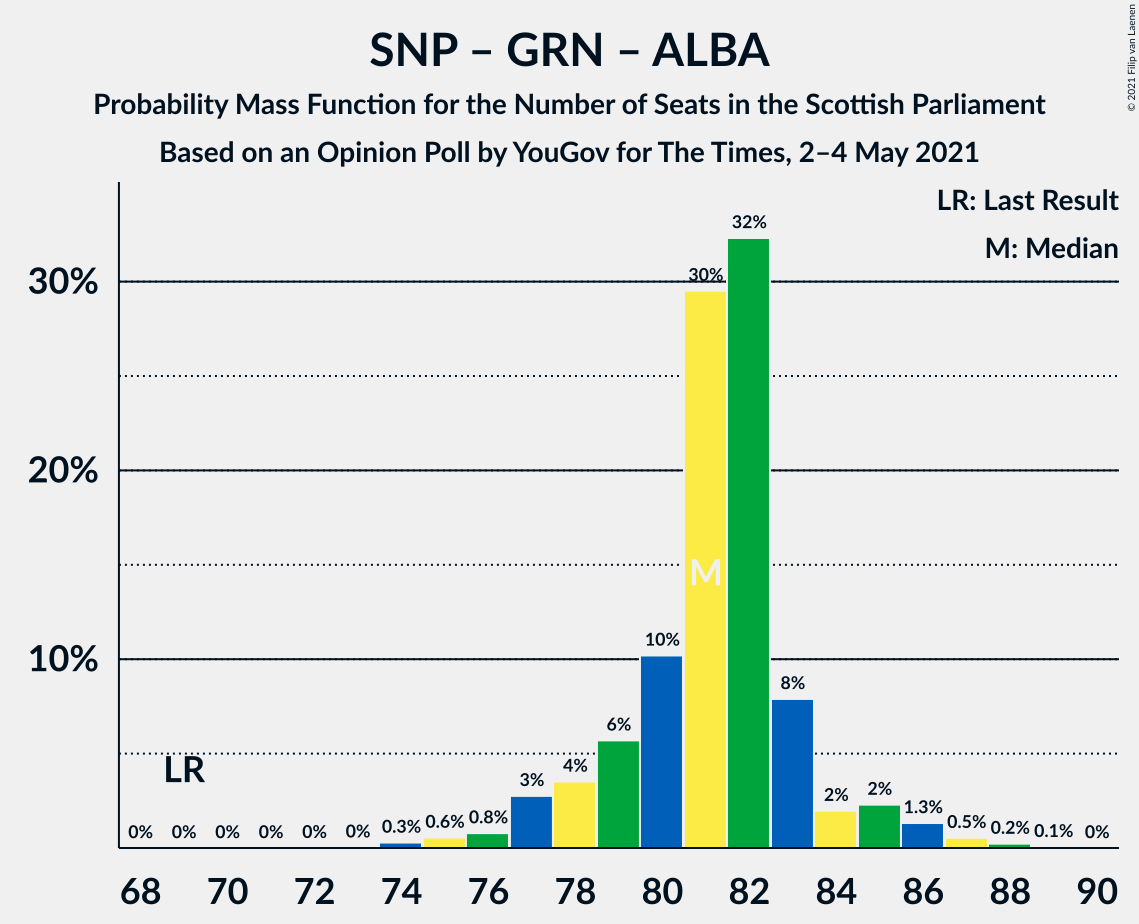 SNP – GRN – ALBA
Probability Mass Function for the Number of Seats in the Scottish Parliament
Based on an Opinion Poll by YouGov for The Times, 2–4 May 2021
© 2021 Filip van Laenen
LR: Last Result
M: Median
30%
20%
10%
0%
0%
0%
0%
0%
0%
0.3%
0.6%
0.8%
3%
4%
6%
10%
30%
32%
8%
2%
2%
1.3%
0.5%
0.2%
0.1%
0%
LR
M
68 70 72 74 76 78 80 82 84 86 88 90